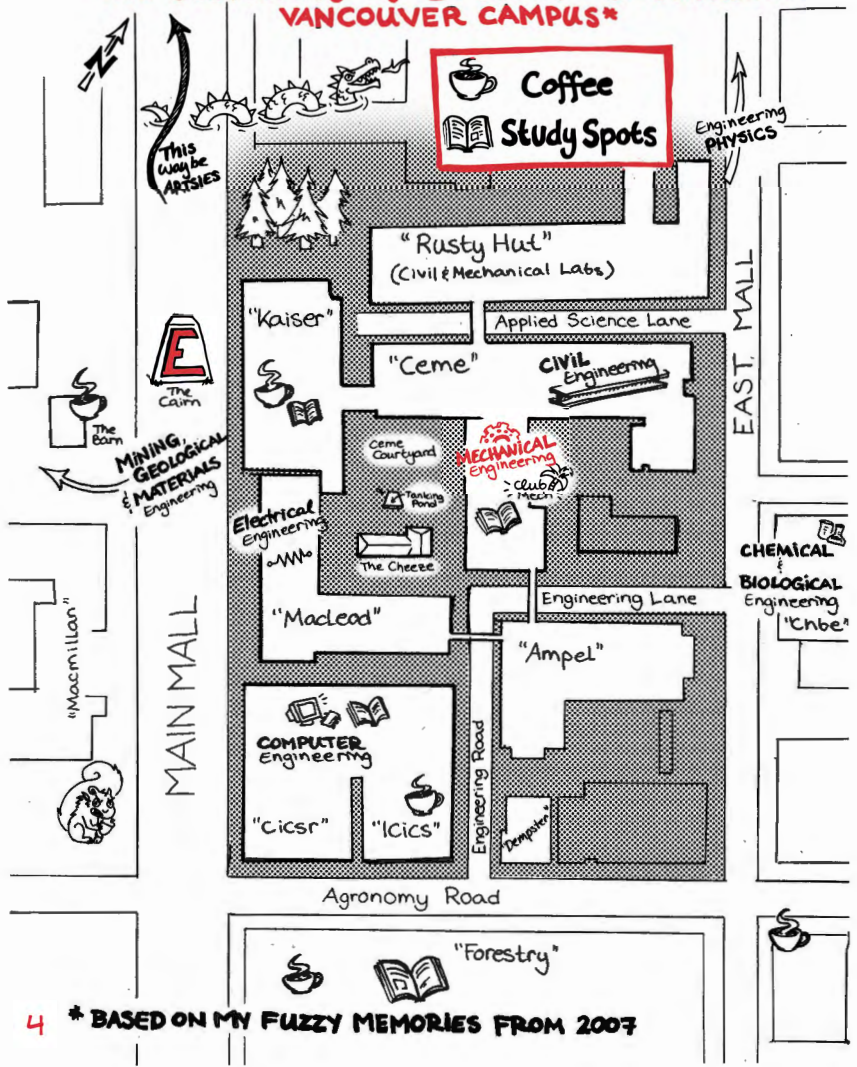 VANCOUVER CAMPUS*
N
Coffee
Study Spots
This
way be
ARTSIES
Engineering
PHYSICS
"Rusty Hut"
(Civil & Mechanical Labs)
"Kaiser"
Applied Science Lane
EAST MALL
E
The
Cairn
"Ceme"
CIVIL
Engineering
The
Barn
MINING,
GEOLOGICAL
& MATERIALS
Engineering
Ceme
Courtyard
MECHANICAL
Engineering
Club
Mech
Tanking
Pond
Electrical
Engineering
The Cheeze
CHEMICAL
&
BIOLOGICAL
Engineering
"Chbe"
Engineering Lane
"MacLeod"
"Ampel"
"Macmillan"
MAIN MALL
COMPUTER
Engineering
Engineering Road
"Cicsr"
"Icics"
"Dempster"
Agronomy Road
"Forestry"
4
* BASED ON MY FUZZY MEMORIES FROM 2007